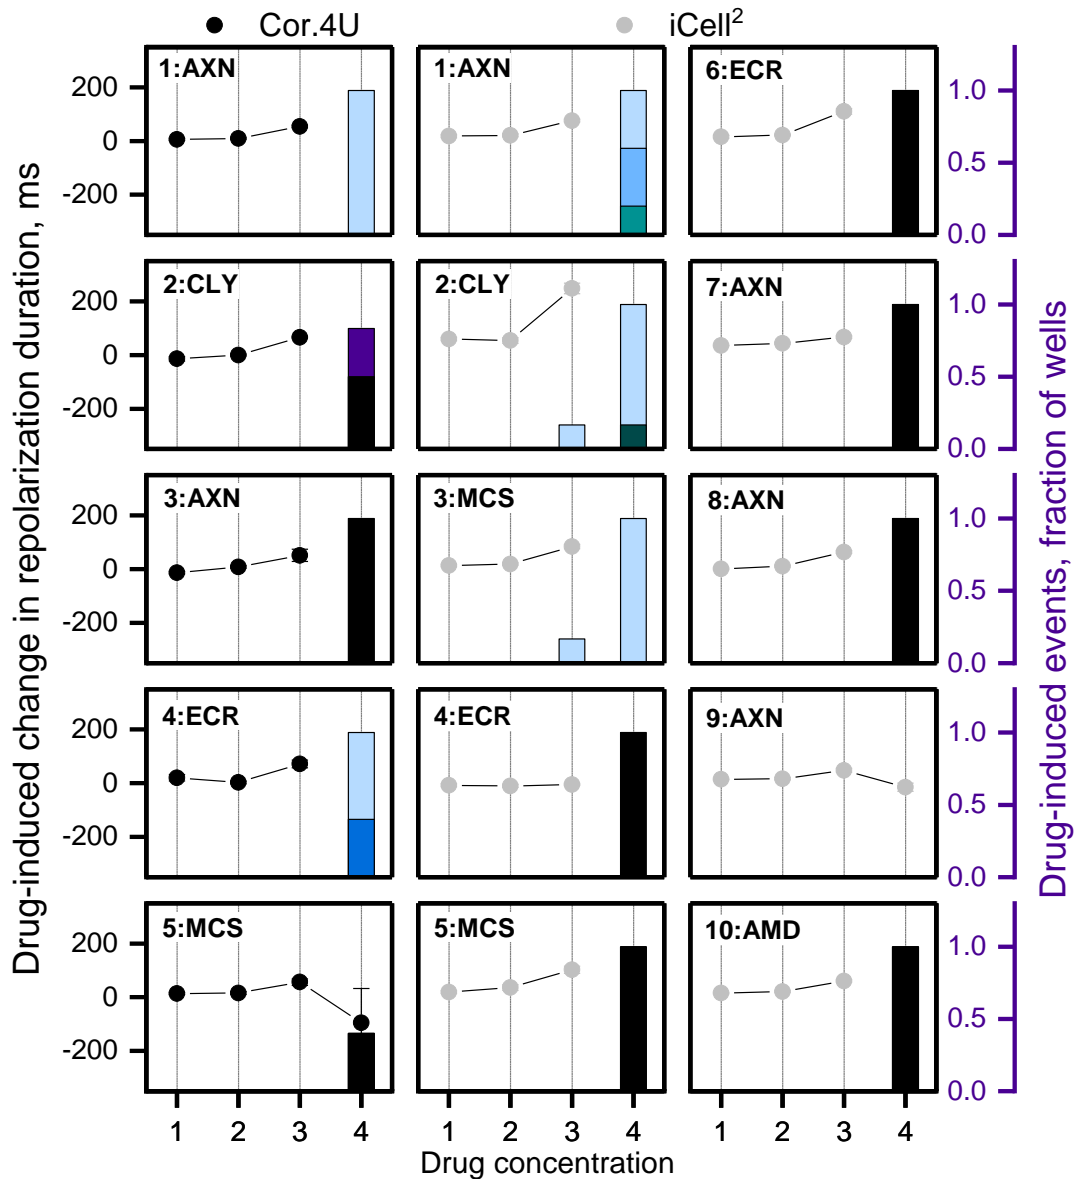 Cor.4U
iCell²
Drug-induced change in repolarization duration, ms
1:AXN
1:AXN
6:ECR
200
0
-200
1.0
0.5
0.0
2:CLY
2:CLY
7:AXN
200
0
-200
1.0
0.5
0.0
3:AXN
3:MCS
8:AXN
200
0
-200
1.0
0.5
0.0
4:ECR
4:ECR
9:AXN
200
0
-200
1.0
0.5
0.0
5:MCS
5:MCS
10:AMD
200
0
-200
1.0
0.5
0.0
1 2 3 4
1 2 3 4
1 2 3 4
Drug concentration
Drug-induced events, fraction of wells